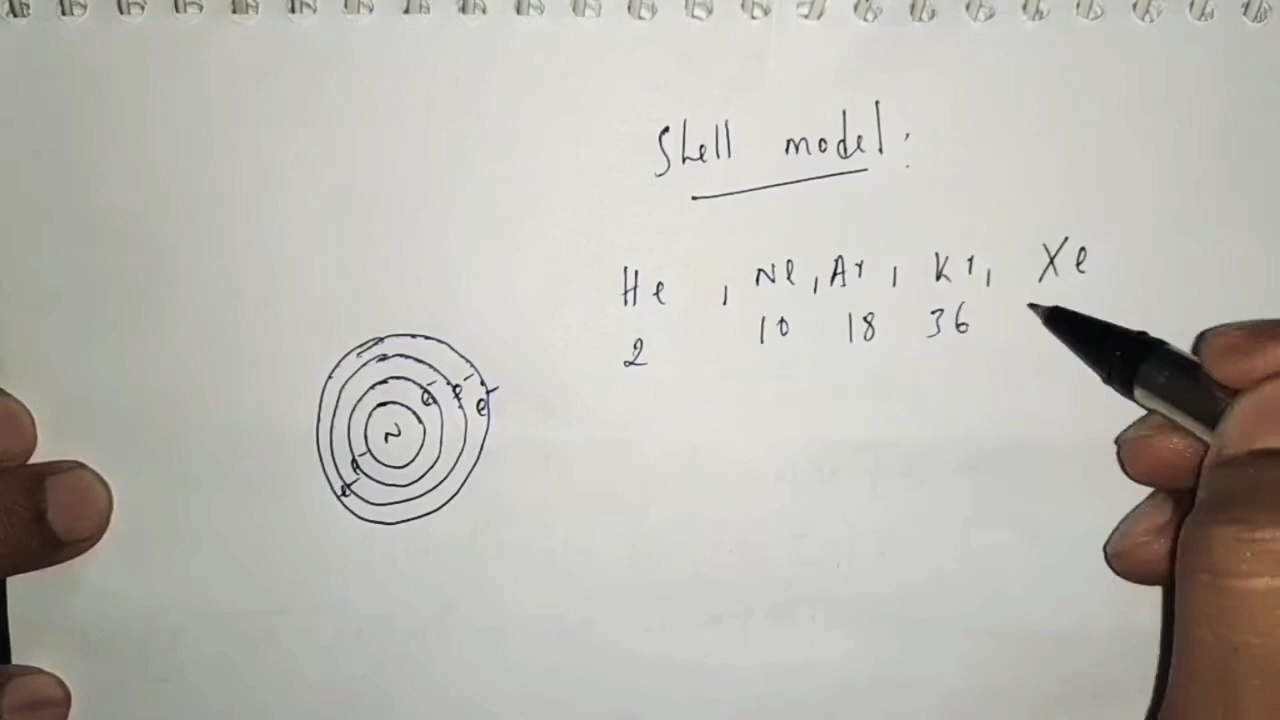 Shell model:
He, Ne, Ar, Kr, Xe
2 10 18 36
e⁻ e⁻ e⁻
N
e⁻
e⁻